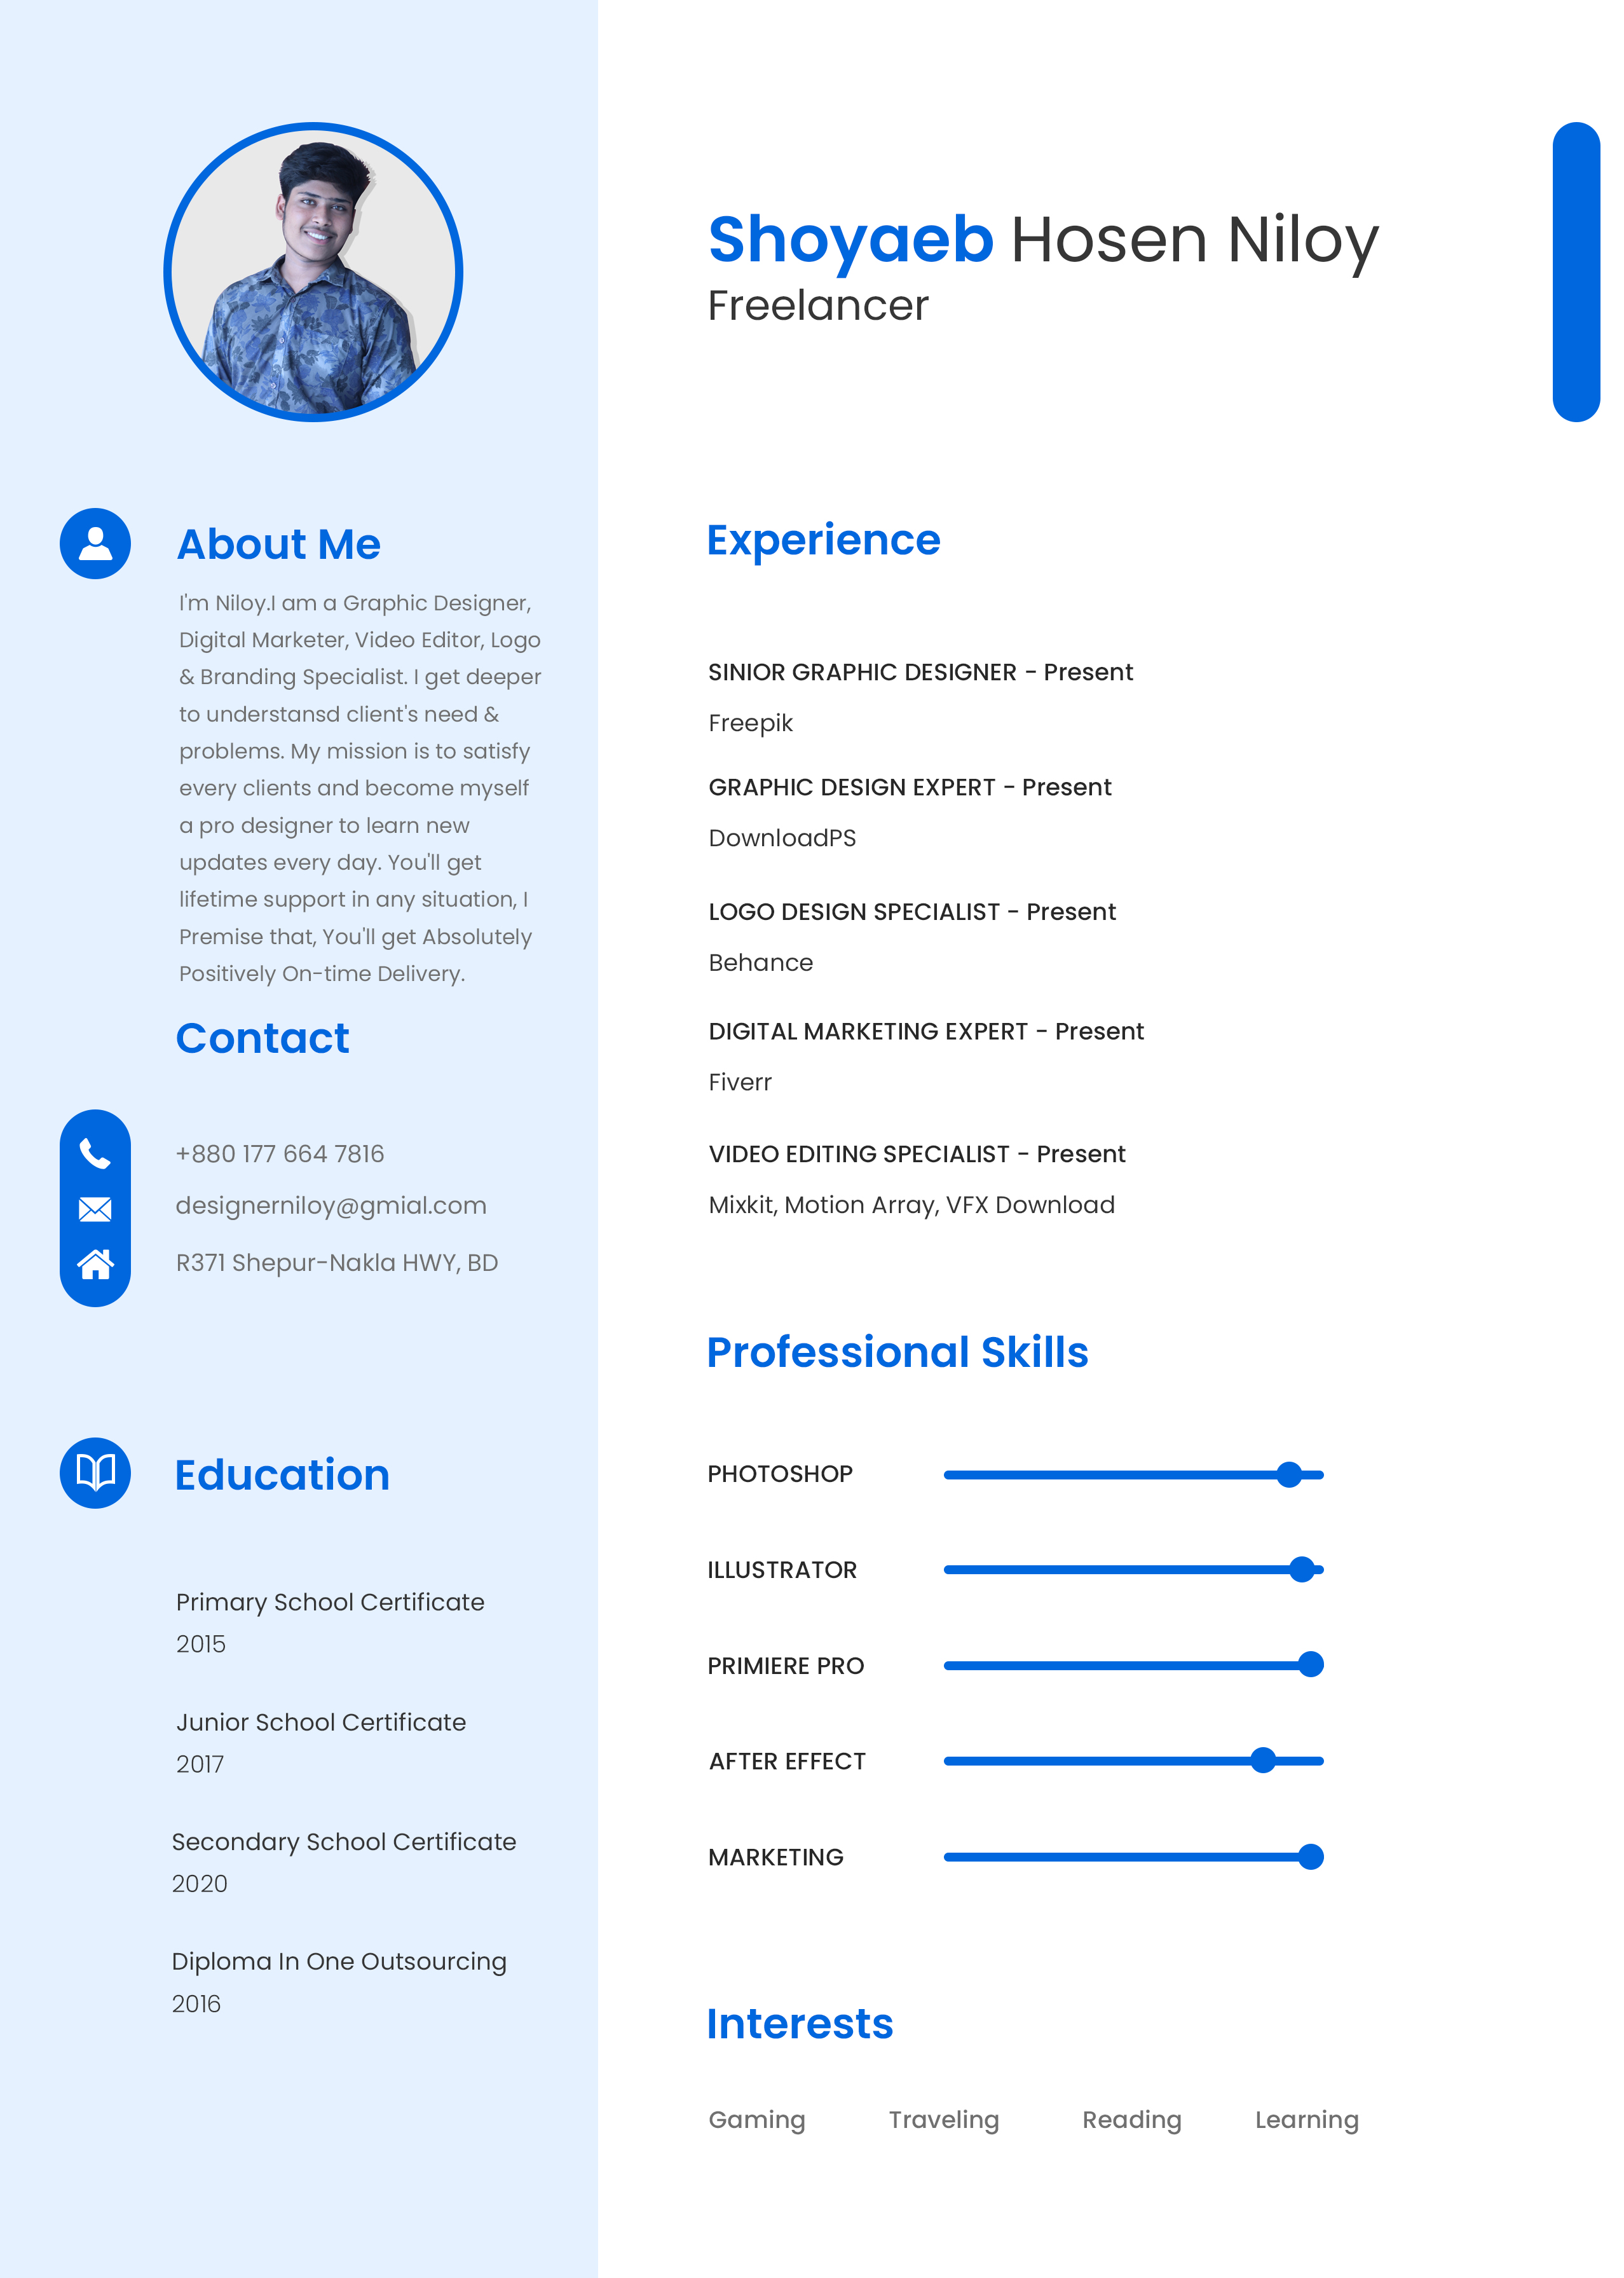 Shoyaeb Hosen Niloy
Freelancer
About Me
I'm Niloy.I am a Graphic Designer,
Digital Marketer, Video Editor, Logo
& Branding Specialist. I get deeper
to understansd client's need &
problems. My mission is to satisfy
every clients and become myself
a pro designer to learn new
updates every day. You'll get
lifetime support in any situation, I
Premise that, You'll get Absolutely
Positively On-time Delivery.
Contact
+880 177 664 7816
designerniloy@gmial.com
R371 Shepur-Nakla HWY, BD
Education
Primary School Certificate
2015
Junior School Certificate
2017
Secondary School Certificate
2020
Diploma In One Outsourcing
2016
Experience
SINIOR GRAPHIC DESIGNER - Present
Freepik
GRAPHIC DESIGN EXPERT - Present
DownloadPS
LOGO DESIGN SPECIALIST - Present
Behance
DIGITAL MARKETING EXPERT - Present
Fiverr
VIDEO EDITING SPECIALIST - Present
Mixkit, Motion Array, VFX Download
Professional Skills
PHOTOSHOP
ILLUSTRATOR
PRIMIERE PRO
AFTER EFFECT
MARKETING
Interests
Gaming Traveling Reading Learning